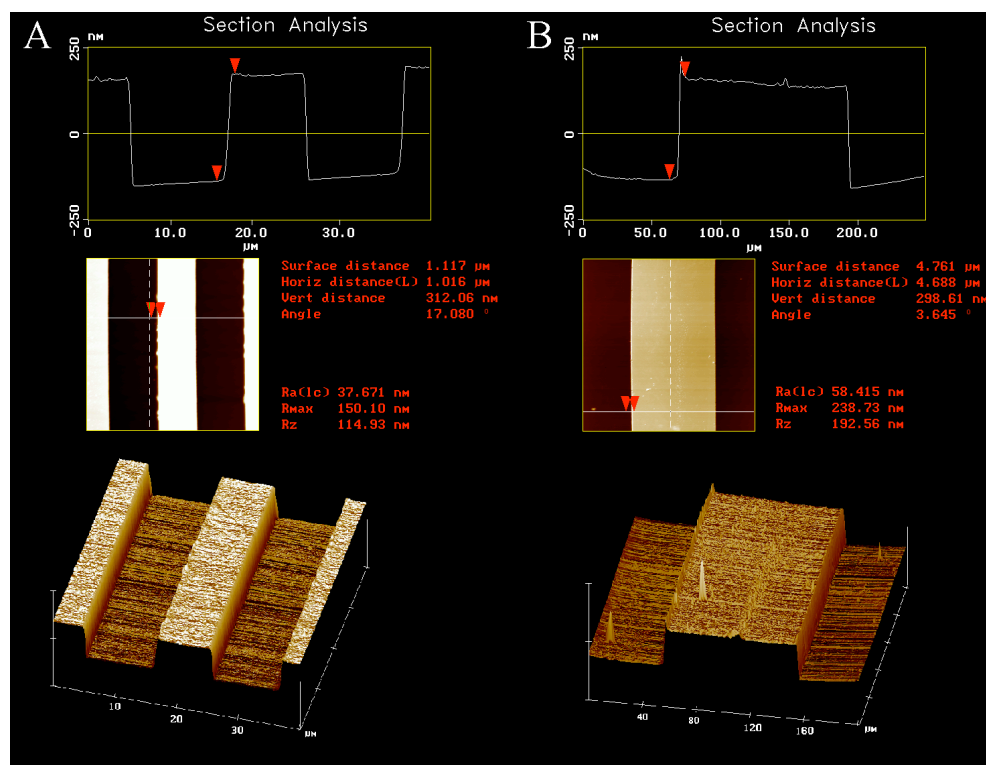 A
Section Analysis
nM
250
0
-250
0
10.0
20.0
30.0
μM
Surface distance 1.117 μM
Horiz distance(L) 1.016 μM
Vert distance 312.06 nM
Angle 17.080 °
Ra(lc) 37.671 nM
Rmax 150.10 nM
Rz 114.93 nM
10
20
30
μM
B
Section Analysis
nM
250
0
-250
0
50.0
100.0
150.0
200.0
μM
Surface distance 4.761 μM
Horiz distance(L) 4.688 μM
Vert distance 298.61 nM
Angle 3.645 °
Ra(lc) 58.415 nM
Rmax 238.73 nM
Rz 192.56 nM
40
80
120
160
μM